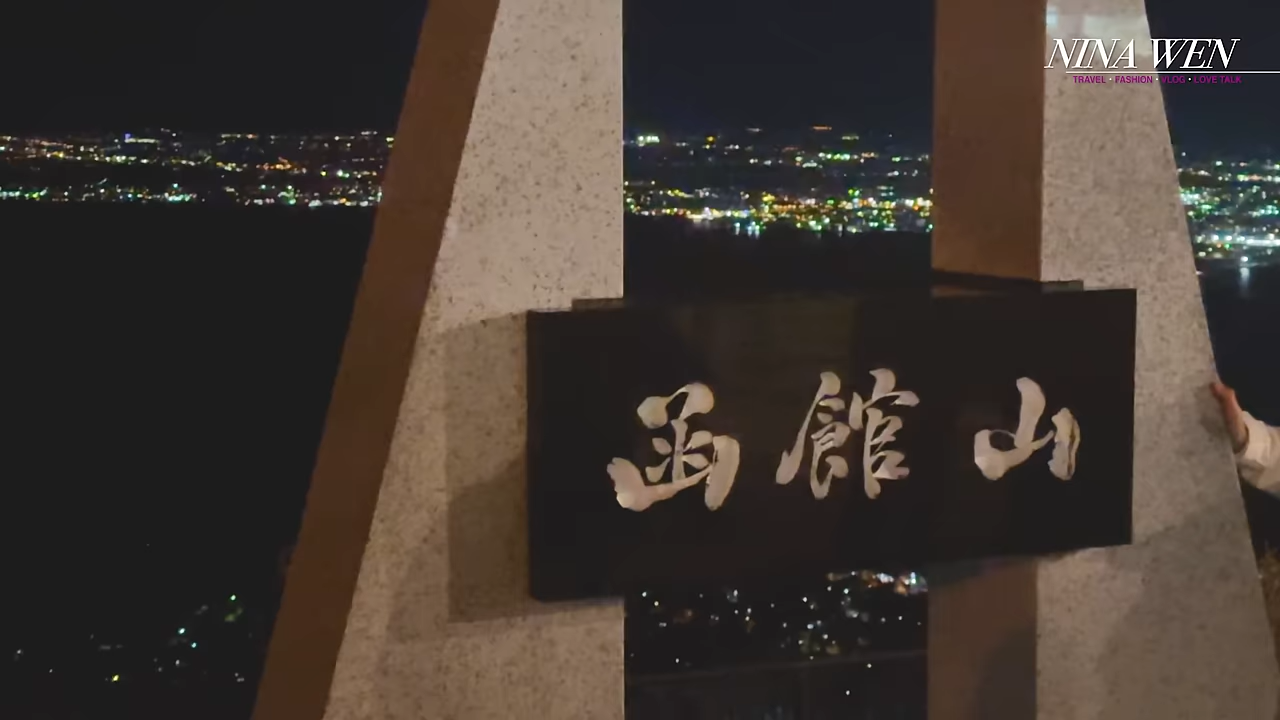 NINA WEN
TRAVEL • FASHION • VLOG • LOVE TALK
函館山